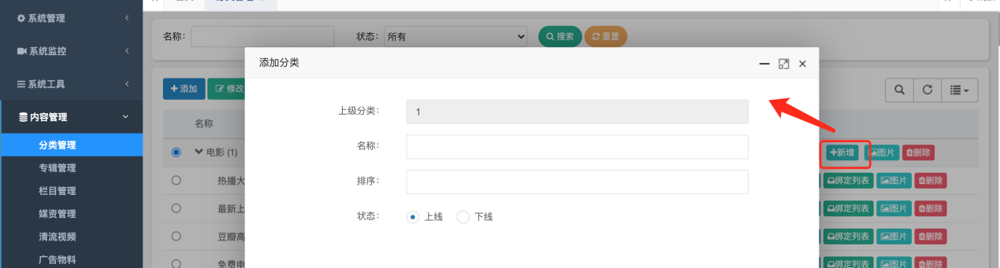 系统管理
系统监控
系统工具
内容管理
分类管理
专辑管理
栏目管理
媒资管理
清流视频
广告物料
名称：
状态：
所有
搜索
重置
添加
修改
添加分类
上级分类：
1
名称：
排序：
状态：
上线
下线
名称
电影 (1)
新增
图片
删除
热播大
绑定列表
图片
删除
最新上
绑定列表
图片
删除
豆瓣高
绑定列表
图片
删除
免费电
绑定列表
图片
删除